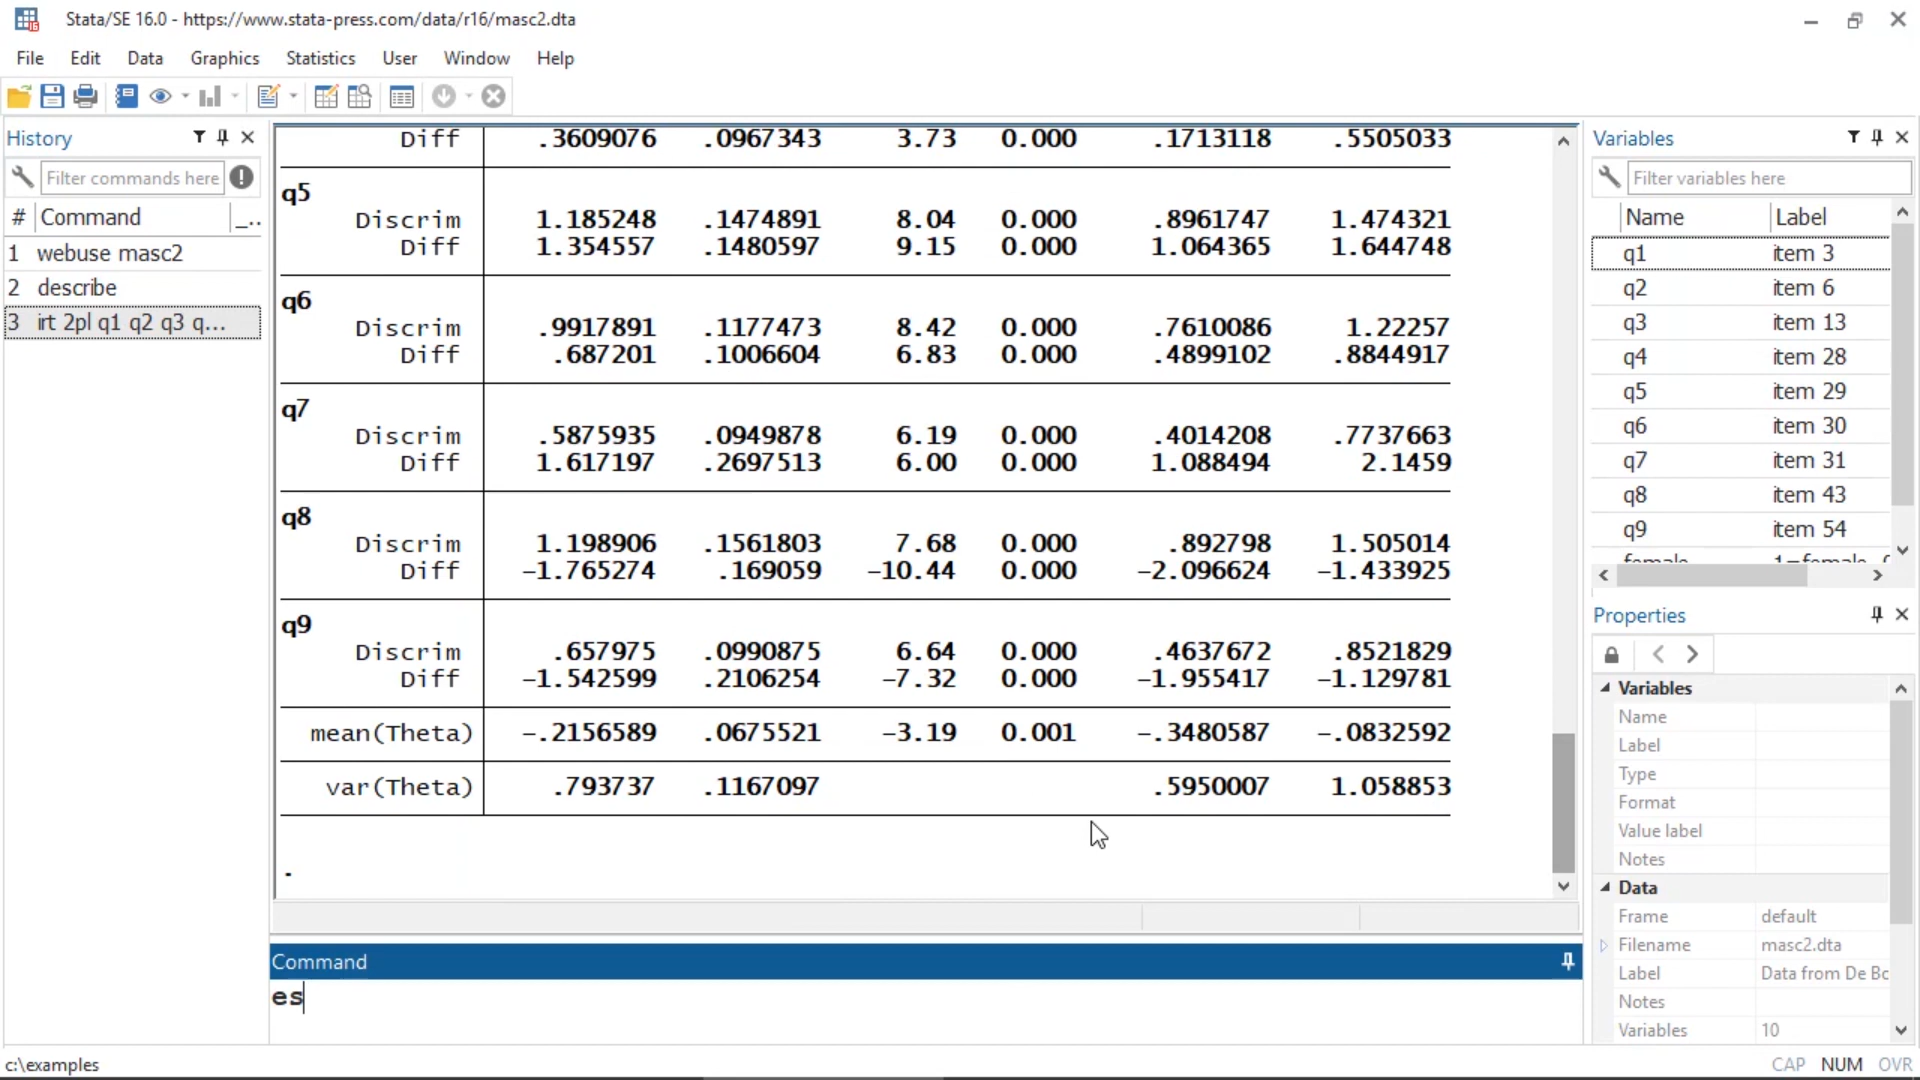 Stata/SE 16.0 - https://www.stata-press.com/data/r16/masc2.dta
File Edit Data Graphics Statistics User Window Help
History
Filter commands here
# Command _..
1 webuse masc2
2 describe
3 irt 2pl q1 q2 q3 q...
Diff .3609076 .0967343 3.73 0.000 .1713118 .5505033
q5
Discrim 1.185248 .1474891 8.04 0.000 .8961747 1.474321
Diff 1.354557 .1480597 9.15 0.000 1.064365 1.644748
q6
Discrim .9917891 .1177473 8.42 0.000 .7610086 1.22257
Diff .687201 .1006604 6.83 0.000 .4899102 .8844917
q7
Discrim .5875935 .0949878 6.19 0.000 .4014208 .7737663
Diff 1.617197 .2697513 6.00 0.000 1.088494 2.1459
q8
Discrim 1.198906 .1561803 7.68 0.000 .892798 1.505014
Diff −1.765274 .169059 −10.44 0.000 −2.096624 −1.433925
q9
Discrim .657975 .0990875 6.64 0.000 .4637672 .8521829
Diff −1.542599 .2106254 −7.32 0.000 −1.955417 −1.129781
mean(Theta) −.2156589 .0675521 −3.19 0.001 −.3480587 −.0832592
var(Theta) .793737 .1167097 .5950007 1.058853
.
Command
es
Variables
Filter variables here
Name Label
q1 item 3
q2 item 6
q3 item 13
q4 item 28
q5 item 29
q6 item 30
q7 item 31
q8 item 43
q9 item 54
female 1=female,
Properties
Variables
Name
Label
Type
Format
Value label
Notes
Data
Frame default
Filename masc2.dta
Label Data from De Bo
Notes
Variables 10
c:\examples
CAP NUM OVR